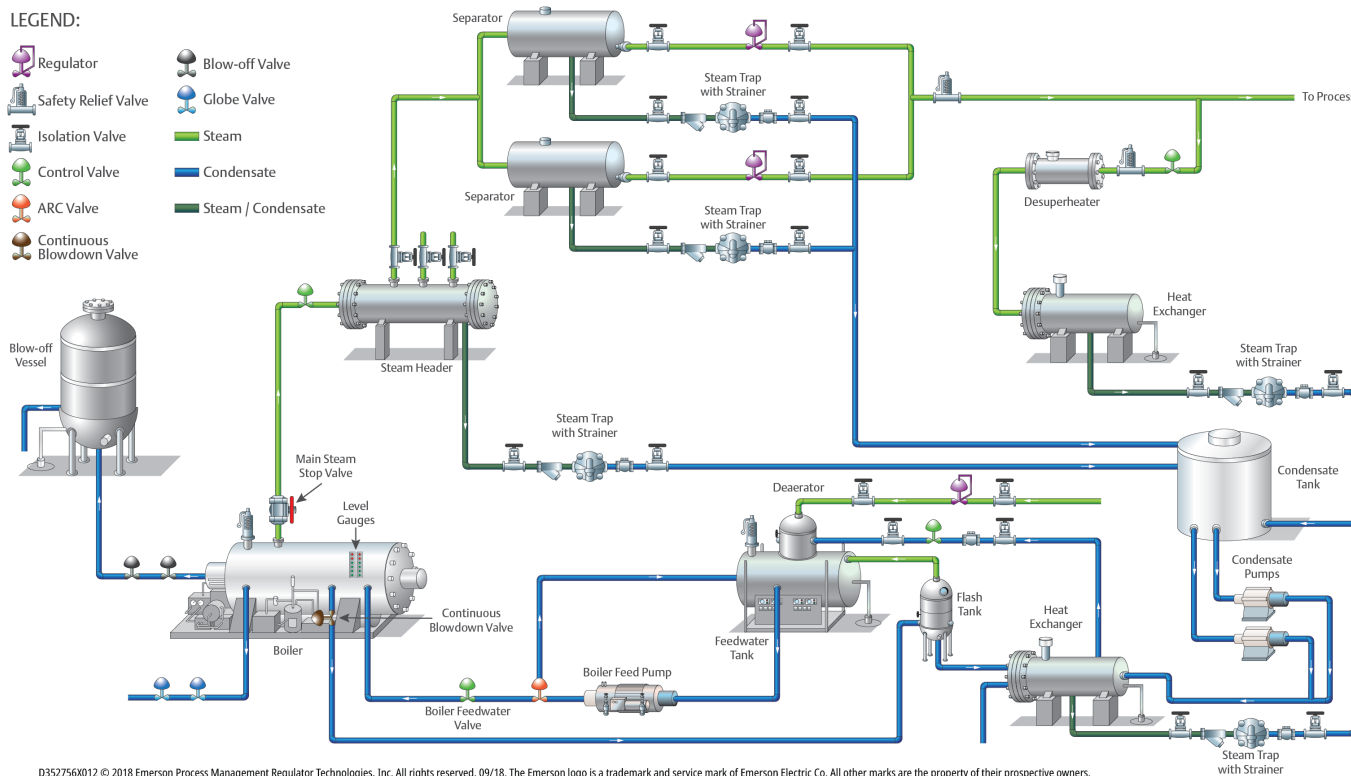 LEGEND:
Regulator
Safety Relief Valve
Isolation Valve
Control Valve
ARC Valve
Continuous
Blowdown Valve
Blow-off Valve
Globe Valve
Steam
Condensate
Steam / Condensate
Separator
Steam Trap
with Strainer
Separator
Steam Trap
with Strainer
To Process
Desuperheater
Heat
Exchanger
Steam Trap
with Strainer
Blow-off
Vessel
Steam Header
Steam Trap
with Strainer
Main Steam
Stop Valve
Level
Gauges
Deaerator
Condensate
Tank
Condensate
Pumps
Flash
Tank
Heat
Exchanger
Feedwater
Tank
Continuous
Blowdown Valve
Boiler
Boiler Feed Pump
Boiler Feedwater
Valve
Steam Trap
with Strainer
D352756X012 © 2018 Emerson Process Management Regulator Technologies, Inc. All rights reserved. 09/18. The Emerson logo is a trademark and service mark of Emerson Electric Co. All other marks are the property of their prospective owners.